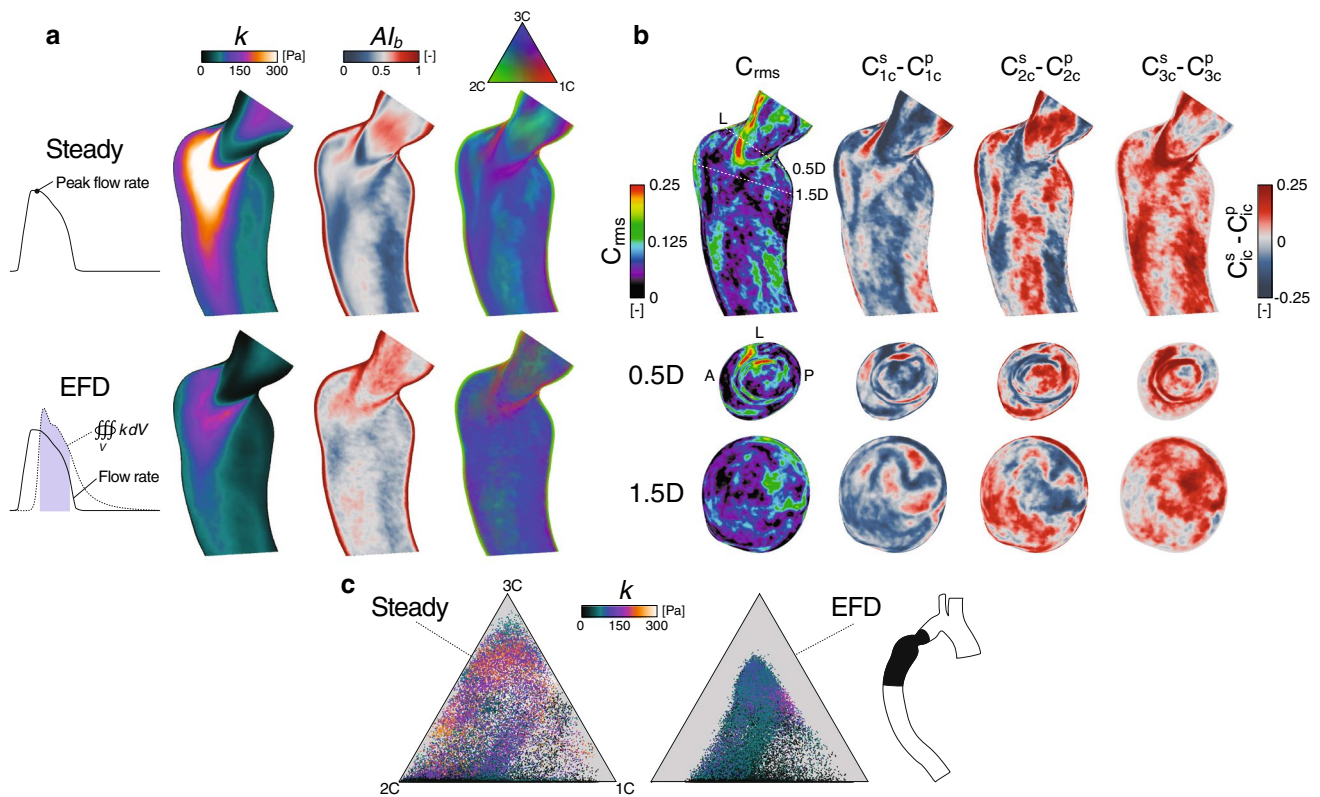 a
k
[Pa]
0 150 300
AI_b
[-]
0 0.5 1
3C
2C 1C
Steady
Peak flow rate
EFD
∰ k dV
V
Flow rate
b
C_rms
C^s_1c-C^p_1c
C^s_2c-C^p_2c
C^s_3c-C^p_3c
L
0.5D
1.5D
C_rms
0.25
0.125
0
[-]
C^s_ic-C^p_ic
0.25
0
-0.25
[-]
0.5D
L
A P
1.5D
c
Steady
3C
2C 1C
k
[Pa]
0 150 300
EFD